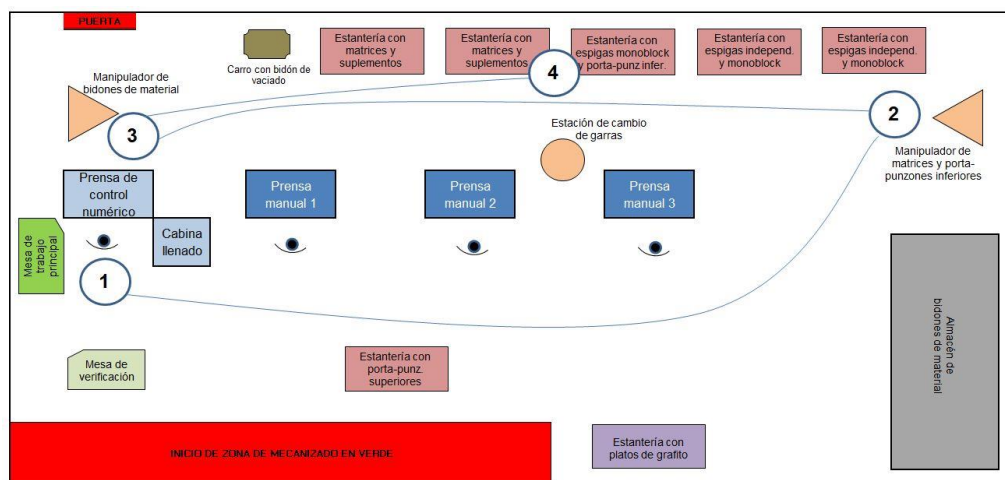 PUERTA
Estantería con
matrices y
suplementos
Estantería con
matrices y
suplementos
Estantería con
espigas monoblock
y porta-punz infer.
Estantería con
espigas independ.
y monoblock
Estantería con
espigas independ.
y monoblock
Carro con bidón de
vaciado
4
Manipulador de
bidones de material
3
2
Estación de cambio
de garras
Manipulador de
matrices y porta-
punzones inferiores
Prensa de
control
numérico
Prensa
manual 1
Prensa
manual 2
Prensa
manual 3
Mesa de
trabajo
principal
Cabina
llenado
1
Almacén de
bidones de material
Mesa de
verificación
Estantería con
porta-punz.
superiores
INICIO DE ZONA DE MECANIZADO EN VERDE
Estantería con
platos de grafito